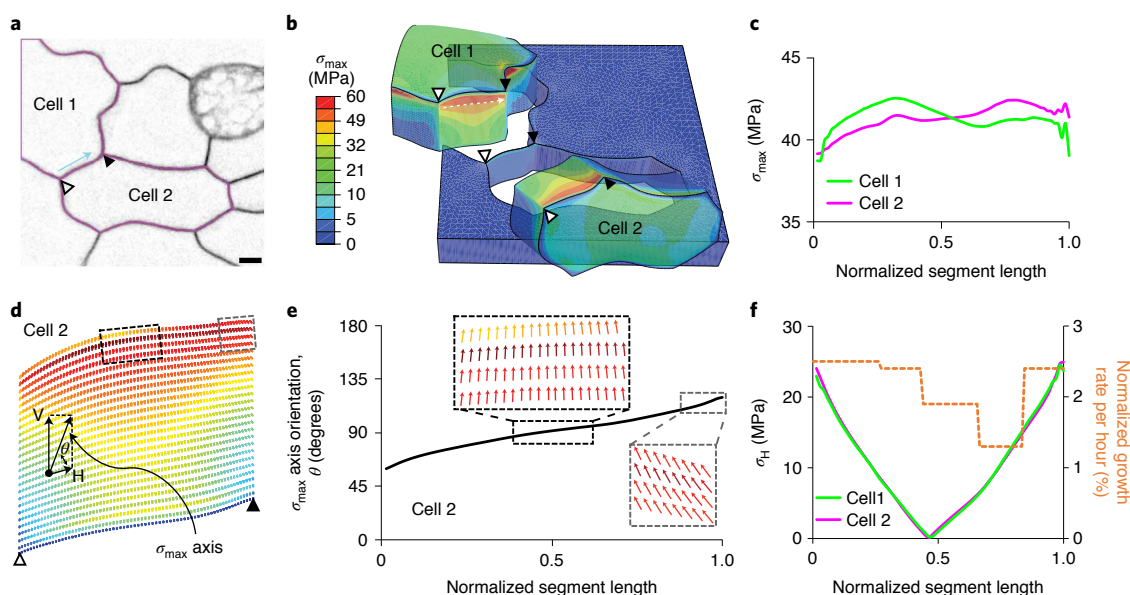 a
Cell 1
Cell 2
b
σmax
(MPa)
60
49
32
21
10
5
0
Cell 1
Cell 2
c
45
40
35
σmax (MPa)
Cell 1
Cell 2
0
0.5
1.0
Normalized segment length
d
Cell 2
V
θ
H
σmax axis
e
180
135
90
45
0
σmax axis orientation,
θ (degrees)
Cell 2
0
0.5
1.0
Normalized segment length
f
30
20
10
0
σH (MPa)
Cell1
Cell 2
3
2
1
0
Normalized growth
rate per hour (%)
0
0.5
1.0
Normalized segment length